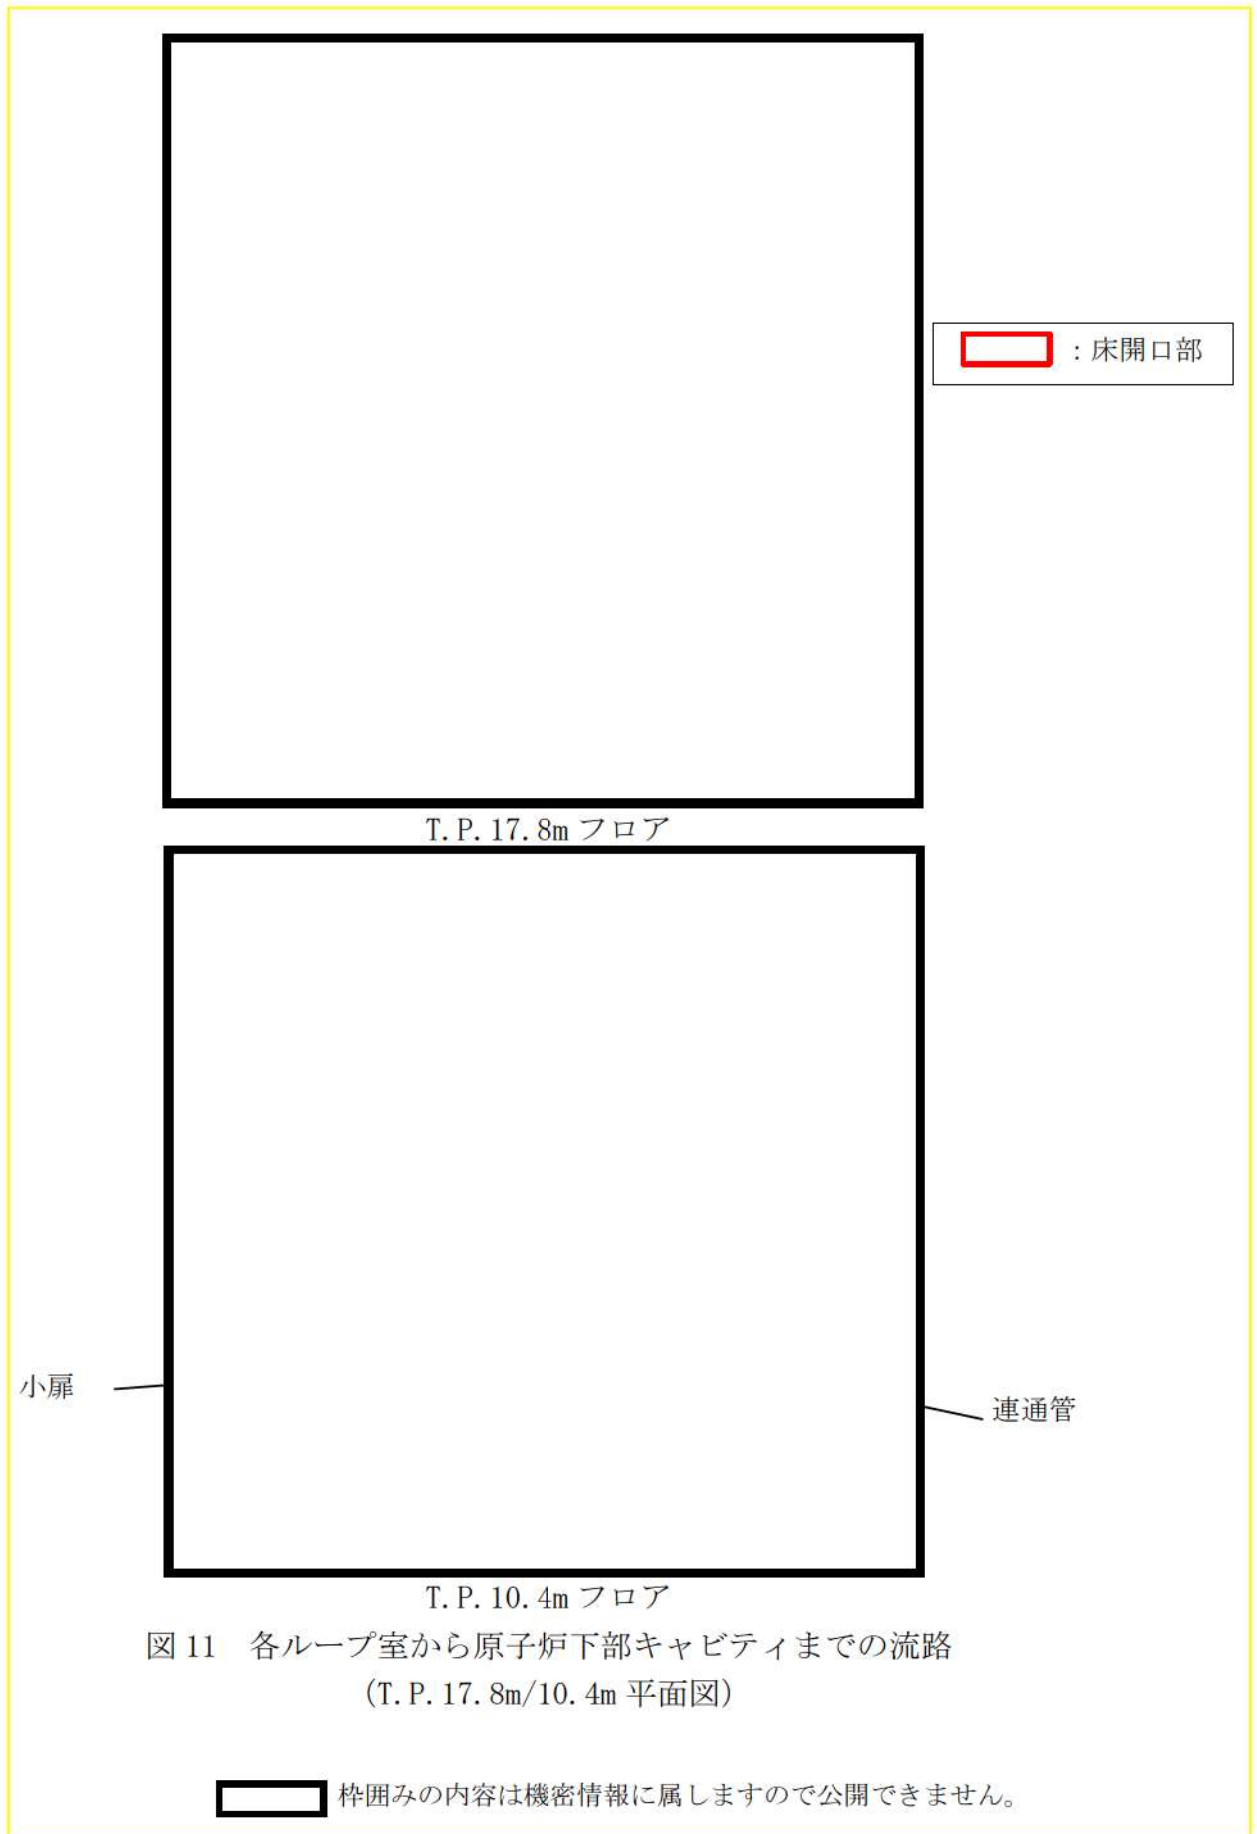 ：床開口部
T.P.17.8m フロア
小扉
連通管
T.P.10.4m フロア
図 11　各ループ室から原子炉下部キャビティまでの流路
（T.P.17.8m/10.4m 平面図）
枠囲みの内容は機密情報に属しますので公開できません。